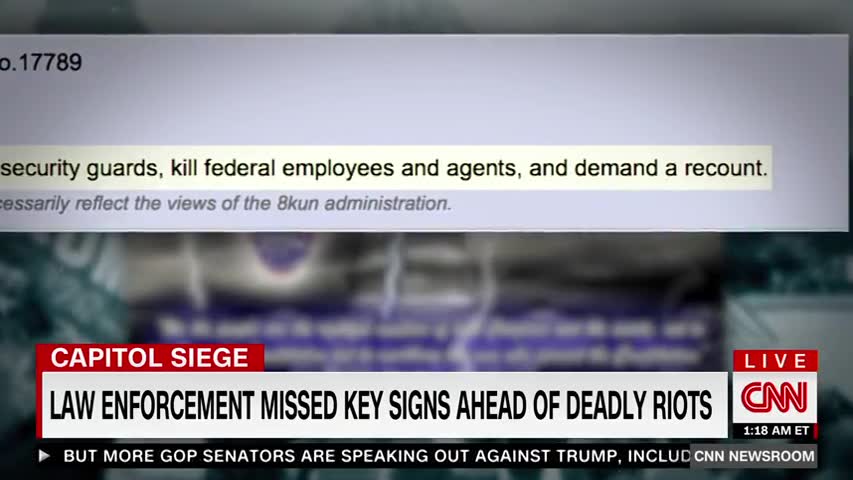 o.17789
security guards, kill federal employees and agents, and demand a recount.
cessarily reflect the views of the 8kun administration.
CAPITOL SIEGE
LAW ENFORCEMENT MISSED KEY SIGNS AHEAD OF DEADLY RIOTS
LIVE
CNN
1:18 AM ET
BUT MORE GOP SENATORS ARE SPEAKING OUT AGAINST TRUMP, INCLUD
CNN NEWSROOM